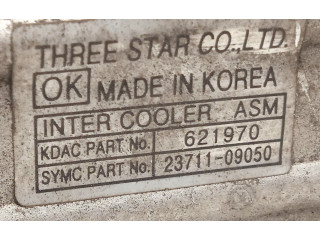 THREE STAR CO.,LTD.
OK MADE IN KOREA
INTER COOLER ASM
KDAC PART No. 621970
SYMC PART No. 23711-09050